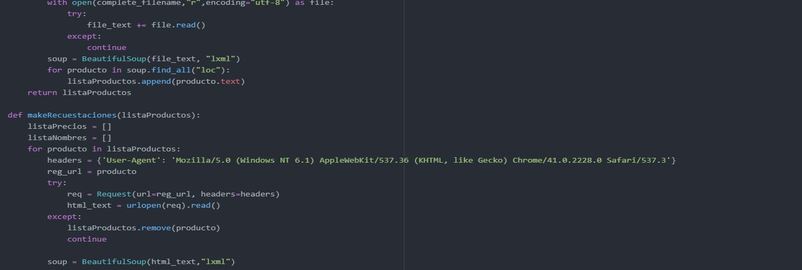 with open(complete_filename,"r",encoding="utf-8") as file:
try:
file_text += file.read()
except:
continue
soup = BeautifulSoup(file_text, "lxml")
for producto in soup.find_all("loc"):
listaProductos.append(producto.text)
return listaProductos
def makeRecuestaciones(listaProductos):
listaPrecios = []
listaNombres = []
for producto in listaProductos:
headers = {'User-Agent': 'Mozilla/5.0 (Windows NT 6.1) AppleWebKit/537.36 (KHTML, like Gecko) Chrome/41.0.2228.0 Safari/537.3'}
reg_url = producto
try:
req = Request(url=reg_url, headers=headers)
html_text = urlopen(req).read()
except:
listaProductos.remove(producto)
continue
soup = BeautifulSoup(html_text,"lxml")